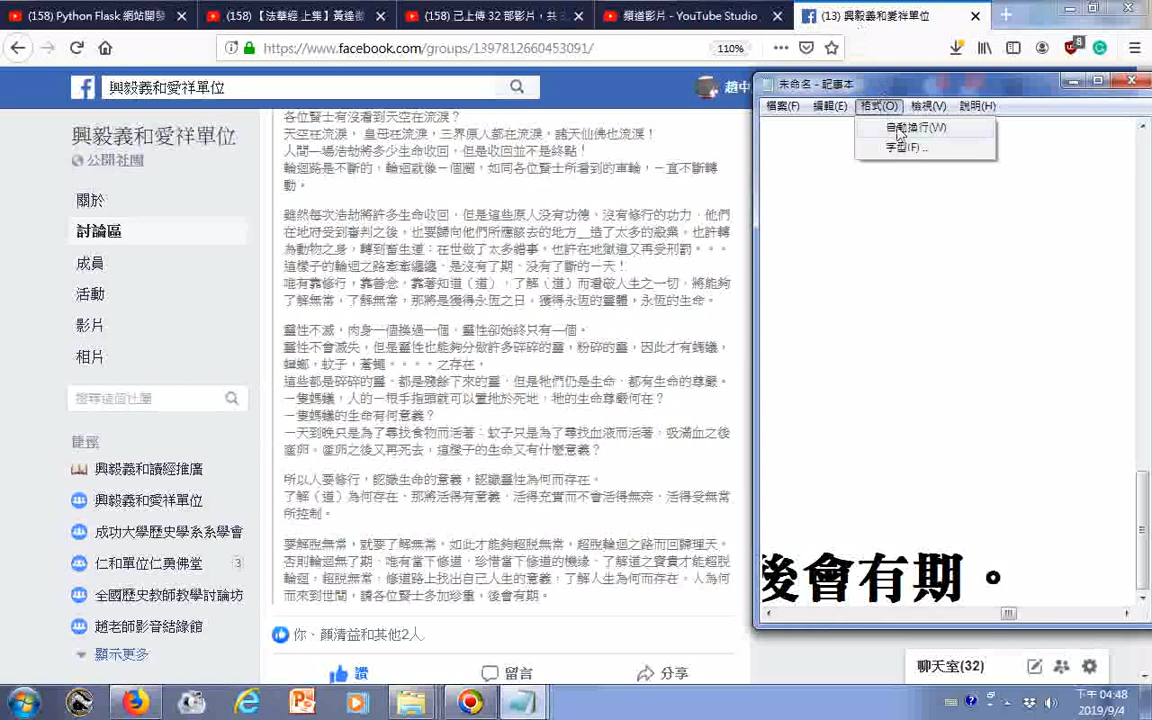 (158) Python Flask 網站開發
(158) 【法華經 上集】黃逵徹
(158) 已上傳 32 部影片，共 3
頻道影片 - YouTube Studio
(13) 興毅義和愛祥單位
https://www.facebook.com/groups/1397812660453091/
110%
8
興毅義和愛祥單位
趙中
興毅義和愛祥單位
公開社團
關於
討論區
成員
活動
影片
相片
搜尋這個社團
捷徑
興毅義和讀經推廣
興毅義和愛祥單位
成功大學歷史學系系學會
仁和單位仁勇佛堂
3
全國歷史教師教學討論坊
趙老師影音結緣館
顯示更多
各位賢士有沒看到天空在流淚？
天空在流淚，皇母在流淚，三界原人都在流淚，諸天仙佛也流淚！
人間一場浩劫將多少生命收回，但是收回並不是終點！
輪迴路是不斷的，輪迴就像一個圈，如同各位賢士所看到的車輪，一直不斷轉
動。
雖然每次浩劫將許多生命收回，但是這些原人沒有功德、沒有修行的功力，他們
在地府受到審判之後，也要歸向他們所應該去的地方__造了太多的殺業，也許轉
為動物之身，轉到畜生道；在世做了太多錯事，也許在地獄道又再受刑罰。。。
這樣子的輪迴之路牽牽纏纏，是沒有了期，沒有了斷的一天！
唯有靠修行，靠善念，靠著知道（道），了解（道）而看破人生之一切，將能夠
了解無常，了解無常，那將是獲得永恆之日，獲得永恆的靈體，永恆的生命。
靈性不滅，肉身一個換過一個，靈性卻始終只有一個。
靈性不會滅失，但是靈性也能夠分做許多碎碎的靈，粉碎的靈，因此才有螞蟻，
蟑螂，蚊子，蒼蠅。。。。之存在，
這些都是碎碎的靈，都是殘餘下來的靈，但是牠們仍是生命，都有生命的尊嚴。
一隻螞蟻，人的一根手指頭就可以置牠於死地，牠的生命尊嚴何在？
一隻螞蟻的生命有何意義？
一天到晚只是為了尋找食物而活著；蚊子只是為了尋找血液而活著，吸滿血之後
產卵。產卵之後又再死去，這樣子的生命又有什麼意義？
所以人要修行，認識生命的意義，認識靈性為何而存在。
了解（道）為何存在，那將活得有意義，活得充實而不會活得無奈，活得受無常
所控制。
要解脫無常，就要了解無常，如此才能夠超脫無常，超脫輪迴之路而回歸理天。
否則輪迴無了期，唯有當下修道，珍惜當下修道的機緣，了解道之寶貴才能超脫
輪迴，超脫無常，修道路上找出自己人生的意義，了解人生為何而存在。人為何
而來到世間，請各位賢士多加珍重，後會有期。
你、顏清益和其他2人
讚
留言
分享
未命名 - 記事本
檔案(F) 編輯(E) 格式(O) 檢視(V) 說明(H)
自動換行(W)
字型(F)...
後會有期。
聊天室(32)
下午 04:48
2019/9/4